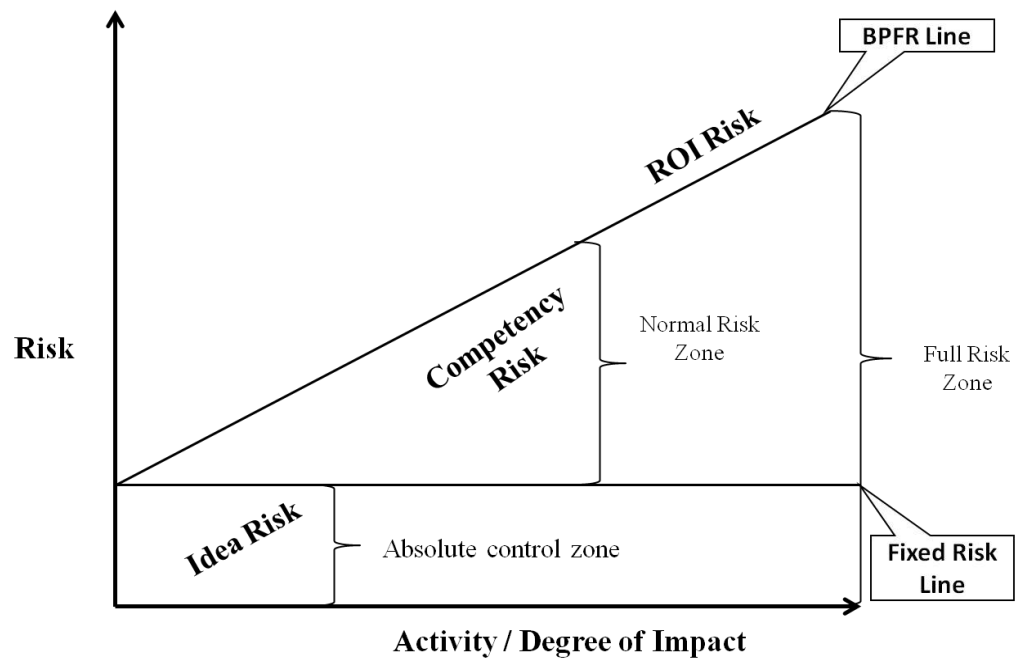 BPFR Line
ROI Risk
Competency
Risk
Normal Risk
Zone
Risk
Full Risk
Zone
Idea Risk
Absolute control zone
Fixed Risk
Line
Activity / Degree of Impact